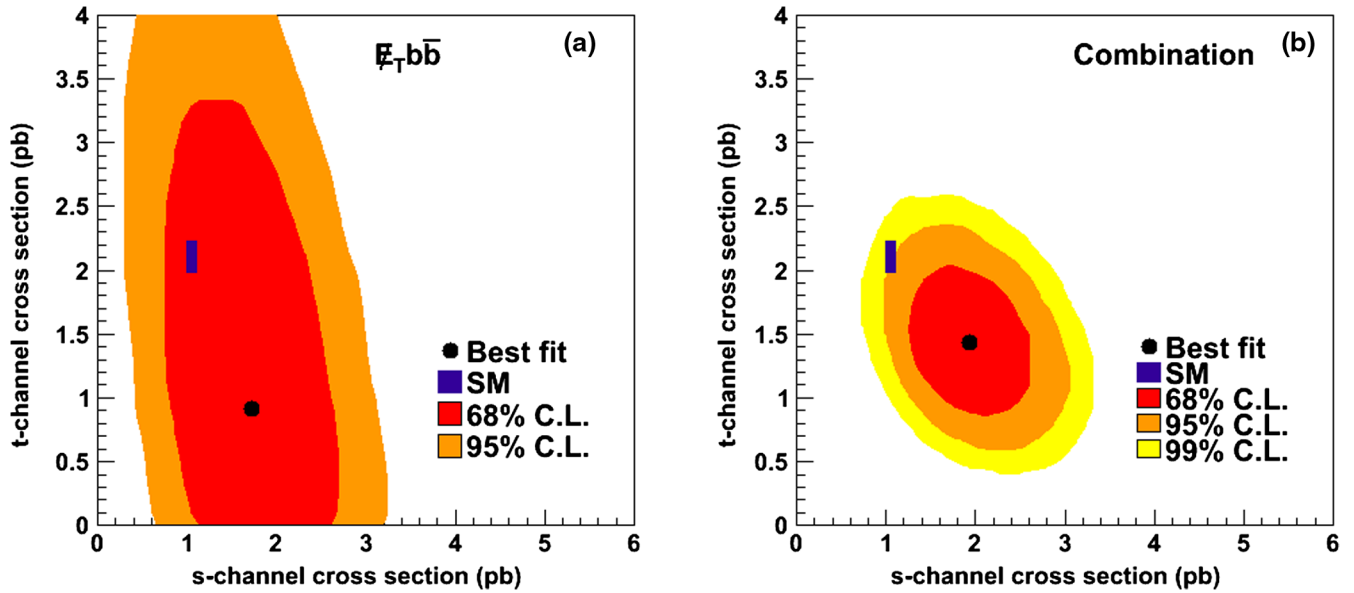 (a)
E̸_T bb̄
t-channel cross section (pb)
4
3.5
3
2.5
2
1.5
1
0.5
0
Best fit
SM
68% C.L.
95% C.L.
0 1 2 3 4 5 6
s-channel cross section (pb)
(b)
Combination
t-channel cross section (pb)
4
3.5
3
2.5
2
1.5
1
0.5
0
Best fit
SM
68% C.L.
95% C.L.
99% C.L.
0 1 2 3 4 5 6
s-channel cross section (pb)